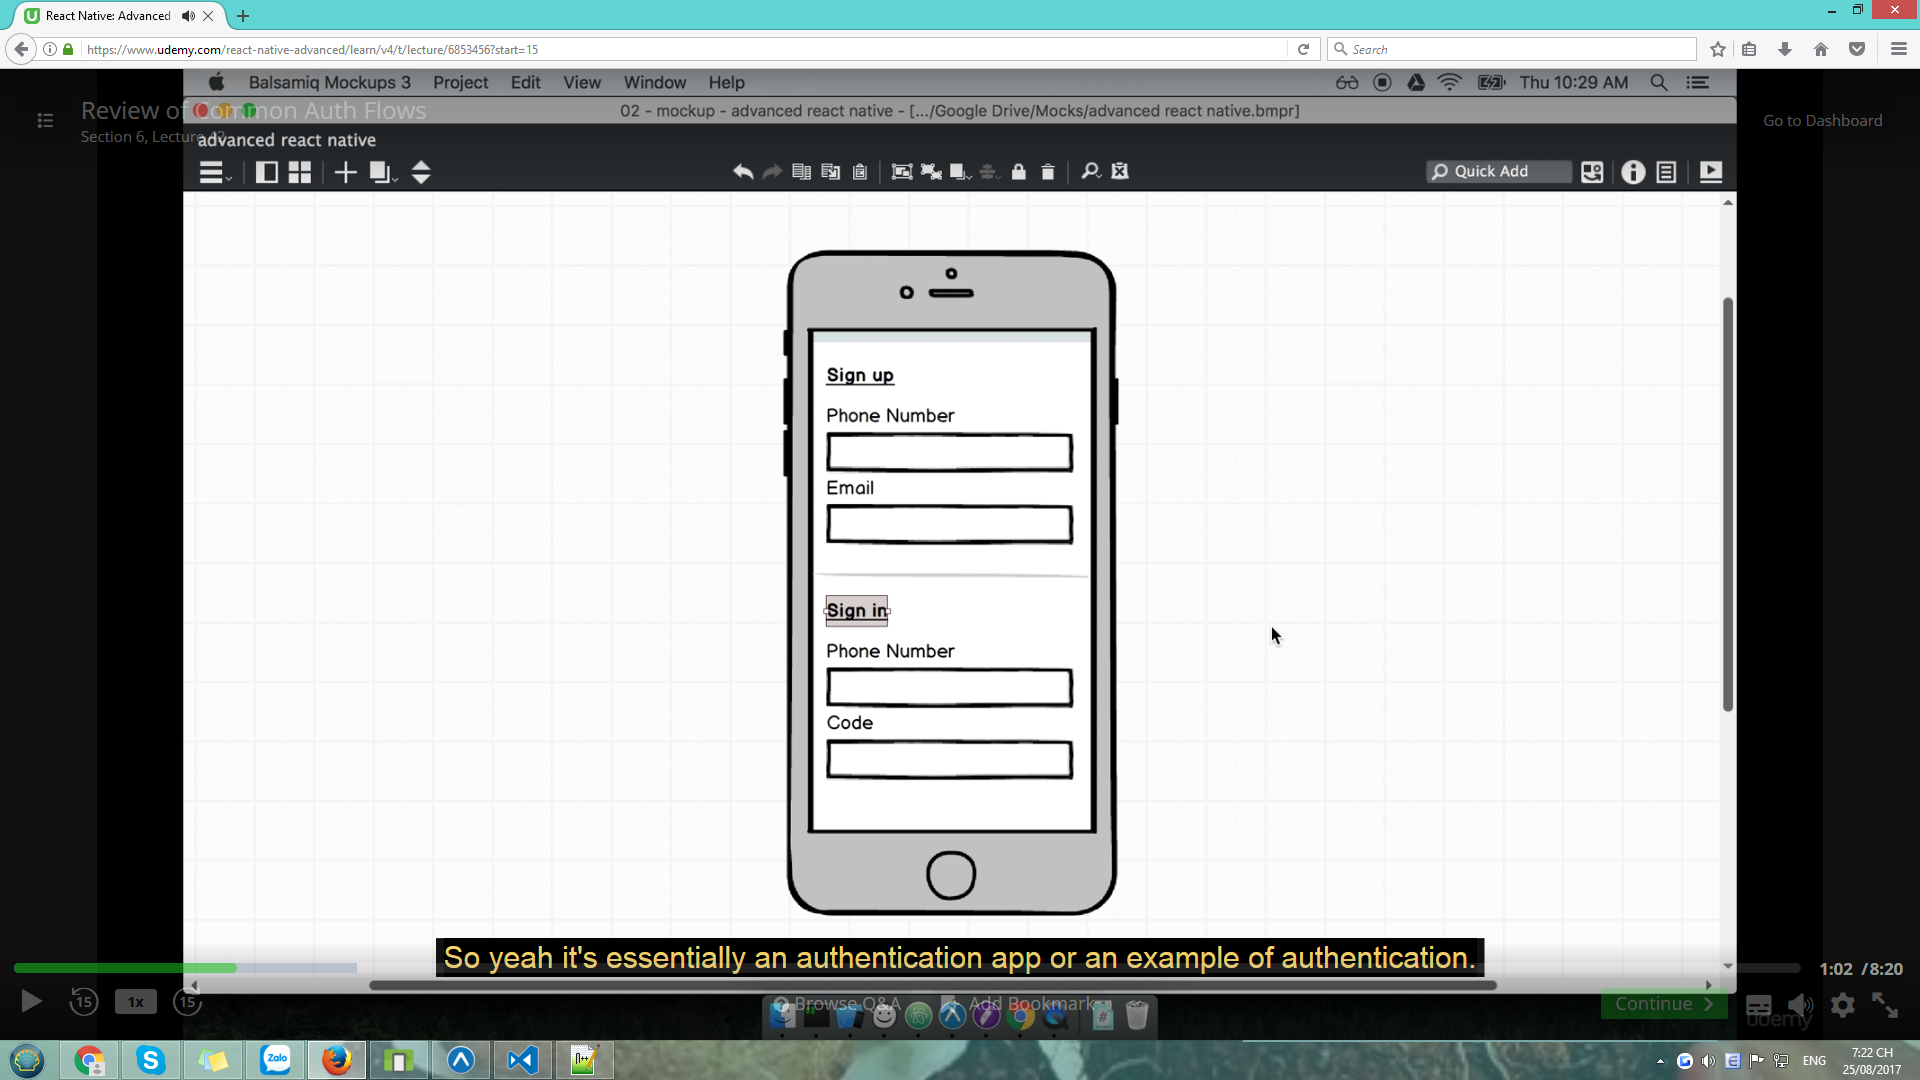 React Native: Advanced
https://www.udemy.com/react-native-advanced/learn/v4/t/lecture/6853456?start=15
Search
Balsamiq Mockups 3 Project Edit View Window Help
Thu 10:29 AM
Review of Common Auth Flows
02 - mockup - advanced react native - [.../Google Drive/Mocks/advanced react native.bmpr]
Go to Dashboard
Section 6, Lecture
advanced react native
Quick Add
Sign up
Phone Number
Email
Sign in
Phone Number
Code
So yeah it's essentially an authentication app or an example of authentication.
1:02 / 8:20
15
1x
15
Browse Q&A
Add Bookmark
Continue
udemy
Zalo
ENG
7:22 CH
25/08/2017